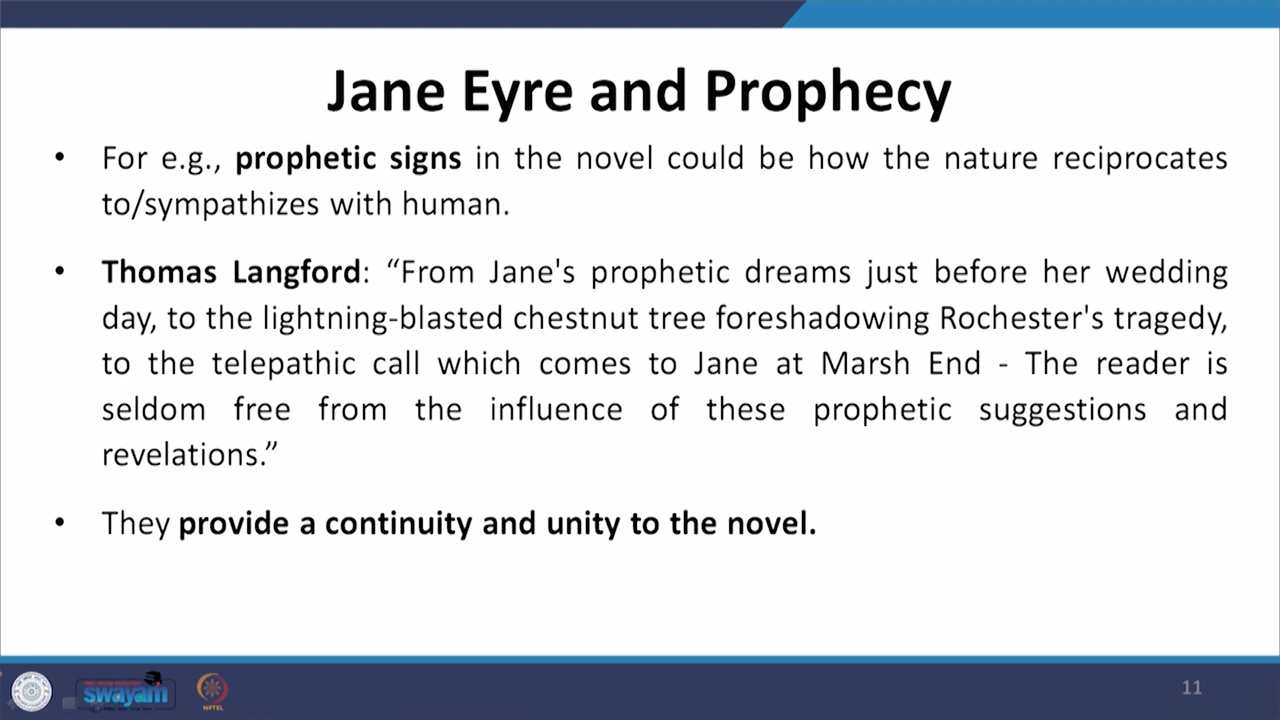 Jane Eyre and Prophecy
• For e.g., prophetic signs in the novel could be how the nature reciprocates
to/sympathizes with human.
• Thomas Langford: “From Jane's prophetic dreams just before her wedding
day, to the lightning-blasted chestnut tree foreshadowing Rochester's tragedy,
to the telepathic call which comes to Jane at Marsh End - The reader is
seldom free from the influence of these prophetic suggestions and
revelations.”
• They provide a continuity and unity to the novel.
swayam
NPTEL
11